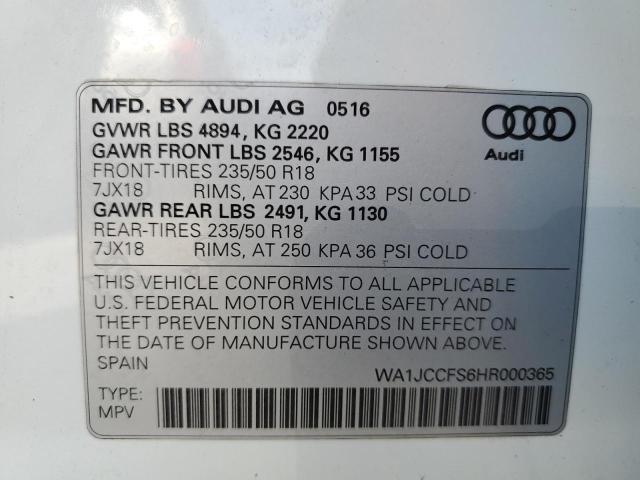 MFD. BY AUDI AG 0516
GVWR LBS 4894, KG 2220
GAWR FRONT LBS 2546, KG 1155
FRONT-TIRES 235/50 R18
7JX18 RIMS, AT 230 KPA 33 PSI COLD
GAWR REAR LBS 2491, KG 1130
REAR-TIRES 235/50 R18
7JX18 RIMS, AT 250 KPA 36 PSI COLD
Audi
THIS VEHICLE CONFORMS TO ALL APPLICABLE
U.S. FEDERAL MOTOR VEHICLE SAFETY AND
THEFT PREVENTION STANDARDS IN EFFECT ON
THE DATE OF MANUFACTURE SHOWN ABOVE.
SPAIN
WA1JCCFS6HR000365
TYPE:
MPV